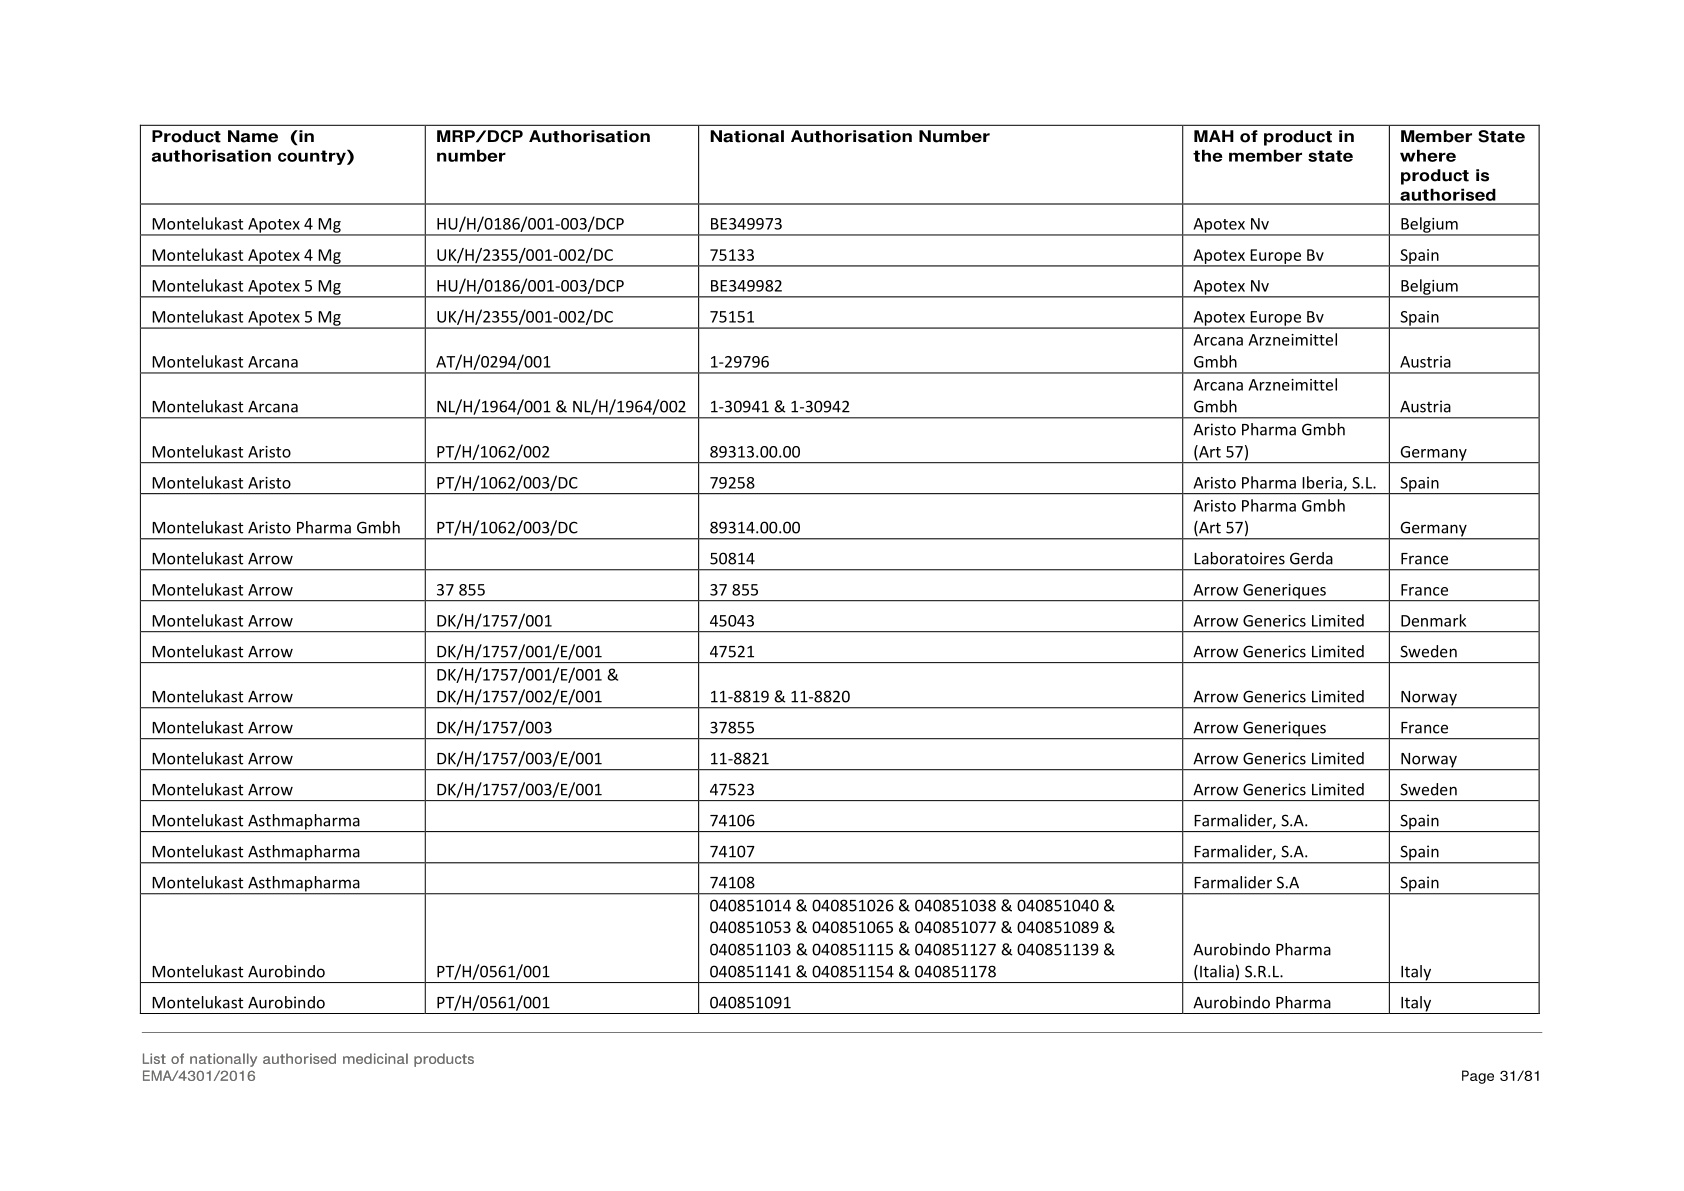 Product Name  (in authorisation country) MRP/DCP Authorisation number National Authorisation Number MAH of product in the member state Member State where product is authorised
Montelukast Apotex 4 Mg HU/H/0186/001-003/DCP BE349973 Apotex Nv Belgium
Montelukast Apotex 4 Mg UK/H/2355/001-002/DC 75133 Apotex Europe Bv Spain
Montelukast Apotex 5 Mg HU/H/0186/001-003/DCP BE349982 Apotex Nv Belgium
Montelukast Apotex 5 Mg UK/H/2355/001-002/DC 75151 Apotex Europe Bv Spain
Montelukast Arcana AT/H/0294/001 1-29796 Arcana Arzneimittel Gmbh Austria
Montelukast Arcana NL/H/1964/001 & NL/H/1964/002 1-30941 & 1-30942 Arcana Arzneimittel Gmbh Austria
Montelukast Aristo PT/H/1062/002 89313.00.00 Aristo Pharma Gmbh (Art 57) Germany
Montelukast Aristo PT/H/1062/003/DC 79258 Aristo Pharma Iberia, S.L. Spain
Montelukast Aristo Pharma Gmbh PT/H/1062/003/DC 89314.00.00 Aristo Pharma Gmbh (Art 57) Germany
Montelukast Arrow 50814 Laboratoires Gerda France
Montelukast Arrow 37 855 37 855 Arrow Generiques France
Montelukast Arrow DK/H/1757/001 45043 Arrow Generics Limited Denmark
Montelukast Arrow DK/H/1757/001/E/001 47521 Arrow Generics Limited Sweden
Montelukast Arrow DK/H/1757/001/E/001 & DK/H/1757/002/E/001 11-8819 & 11-8820 Arrow Generics Limited Norway
Montelukast Arrow DK/H/1757/003 37855 Arrow Generiques France
Montelukast Arrow DK/H/1757/003/E/001 11-8821 Arrow Generics Limited Norway
Montelukast Arrow DK/H/1757/003/E/001 47523 Arrow Generics Limited Sweden
Montelukast Asthmapharma 74106 Farmalider, S.A. Spain
Montelukast Asthmapharma 74107 Farmalider, S.A. Spain
Montelukast Asthmapharma 74108 Farmalider S.A Spain
Montelukast Aurobindo PT/H/0561/001 040851014 & 040851026 & 040851038 & 040851040 &
040851053 & 040851065 & 040851077 & 040851089 &
040851103 & 040851115 & 040851127 & 040851139 &
040851141 & 040851154 & 040851178 Aurobindo Pharma (Italia) S.R.L. Italy
Montelukast Aurobindo PT/H/0561/001 040851091 Aurobindo Pharma Italy
List of nationally authorised medicinal products
EMA/4301/2016 Page 31/81